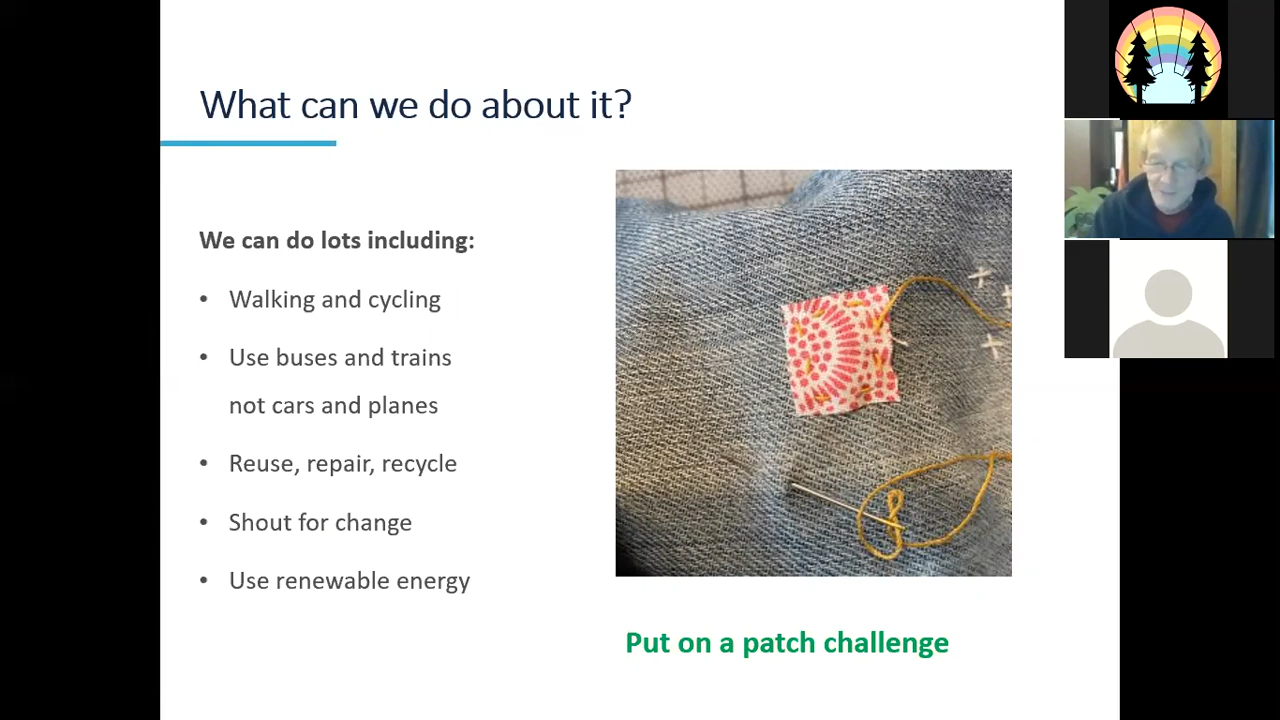 What can we do about it?
We can do lots including:
• Walking and cycling
• Use buses and trains
not cars and planes
• Reuse, repair, recycle
• Shout for change
• Use renewable energy
Put on a patch challenge